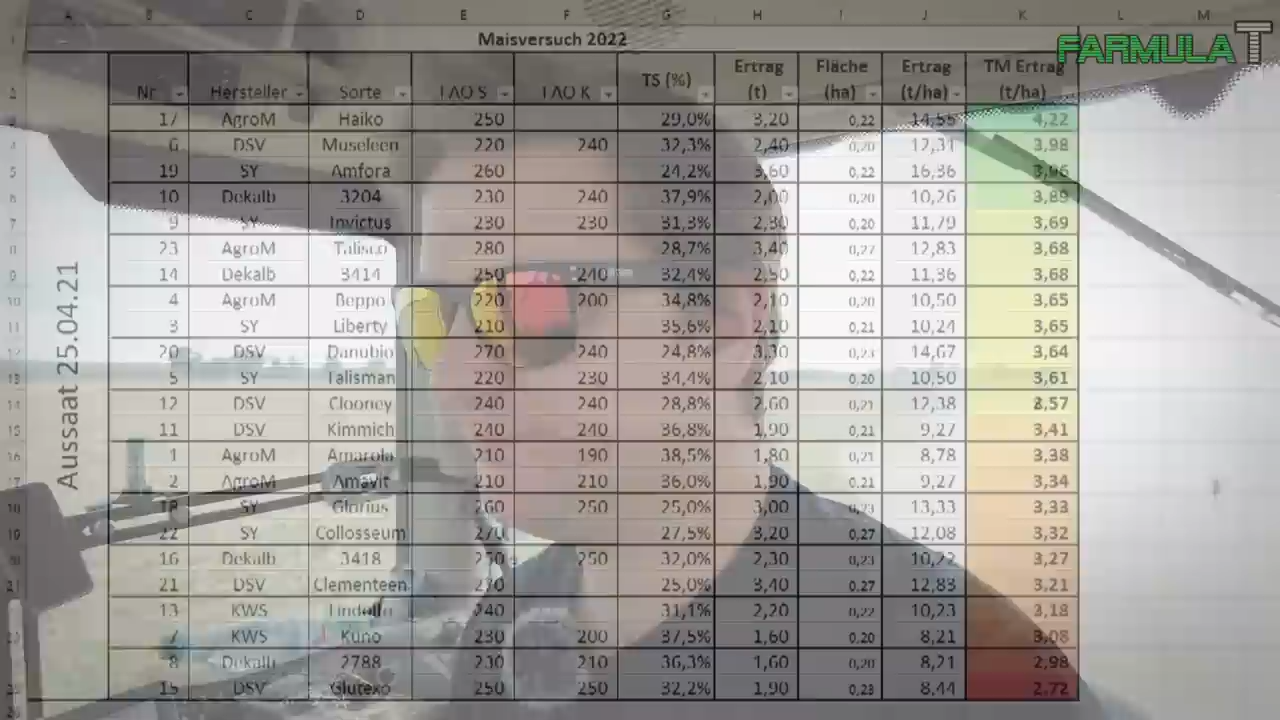 A B C D E F G H I J K L M
FARMULA T
Maisversuch 2022
Nr Hersteller Sorte FAO S FAO K TS (%) Ertrag (t) Fläche (ha) Ertrag (t/ha) TM Ertrag (t/ha)
Aussaat 25.04.21
17 AgroM Haiko 250 29,0% 3,20 0,22 14,55 4,22
6 DSV Museleen 220 240 32,3% 2,40 0,20 12,31 3,98
19 SY Amfora 260 24,2% 3,60 0,22 16,36 3,96
10 Dekalb 3204 230 240 37,9% 2,00 0,20 10,26 3,89
9 SY Invictus 230 230 31,3% 2,30 0,20 11,79 3,69
23 AgroM Talisco 280 28,7% 3,40 0,27 12,83 3,68
14 Dekalb 3414 250 240 32,4% 2,50 0,22 11,36 3,68
4 AgroM Beppo 220 200 34,8% 2,10 0,20 10,50 3,65
3 SY Liberty 210 35,6% 2,10 0,21 10,24 3,65
20 DSV Danubio 270 240 24,8% 3,30 0,23 14,67 3,64
5 SY Talisman 220 230 34,4% 2,10 0,20 10,50 3,61
12 DSV Clooney 240 240 28,8% 2,60 0,21 12,38 3,57
11 DSV Kimmich 240 240 36,8% 1,90 0,21 9,27 3,41
1 AgroM Amarola 210 190 38,5% 1,80 0,21 8,78 3,38
2 AgroM Amavit 210 210 36,0% 1,90 0,21 9,27 3,34
18 SY Glorius 260 250 25,0% 3,00 0,23 13,33 3,33
22 SY Collosseum 270 27,5% 3,20 0,27 12,08 3,32
16 Dekalb 3418 250 250 32,0% 2,30 0,23 10,22 3,27
21 DSV Clementeen 270 25,0% 3,40 0,27 12,83 3,21
13 KWS 240 31,1% 2,20 0,22 10,23 3,18
7 KWS Kuno 230 200 37,5% 1,60 0,20 8,21 3,08
8 Dekalb 2788 230 210 36,3% 1,60 0,20 8,21 2,98
15 DSV Glutexo 250 250 32,2% 1,90 0,23 8,44 2,72